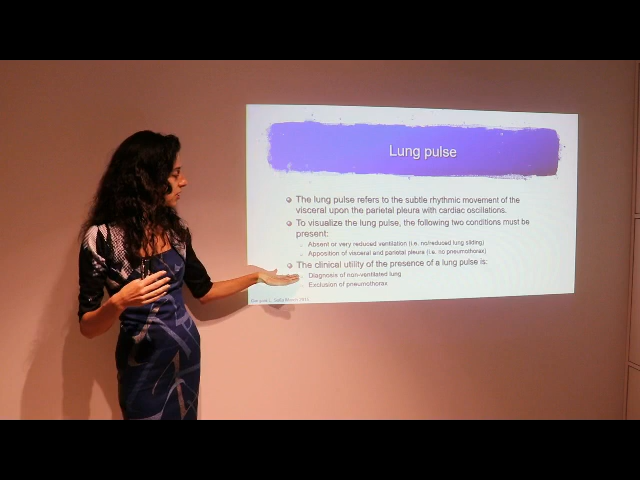 Lung pulse
The lung pulse refers to the subtle rhythmic movement of the
visceral upon the parietal pleura with cardiac oscillations.
To visualize the lung pulse, the following two conditions must be
present:
Absent or very reduced ventilation (i.e. no/reduced lung sliding)
Apposition of visceral and parietal pleura (i.e. no pneumothorax)
The clinical utility of the presence of a lung pulse is:
Diagnosis of non-ventilated lung
Exclusion of pneumothorax